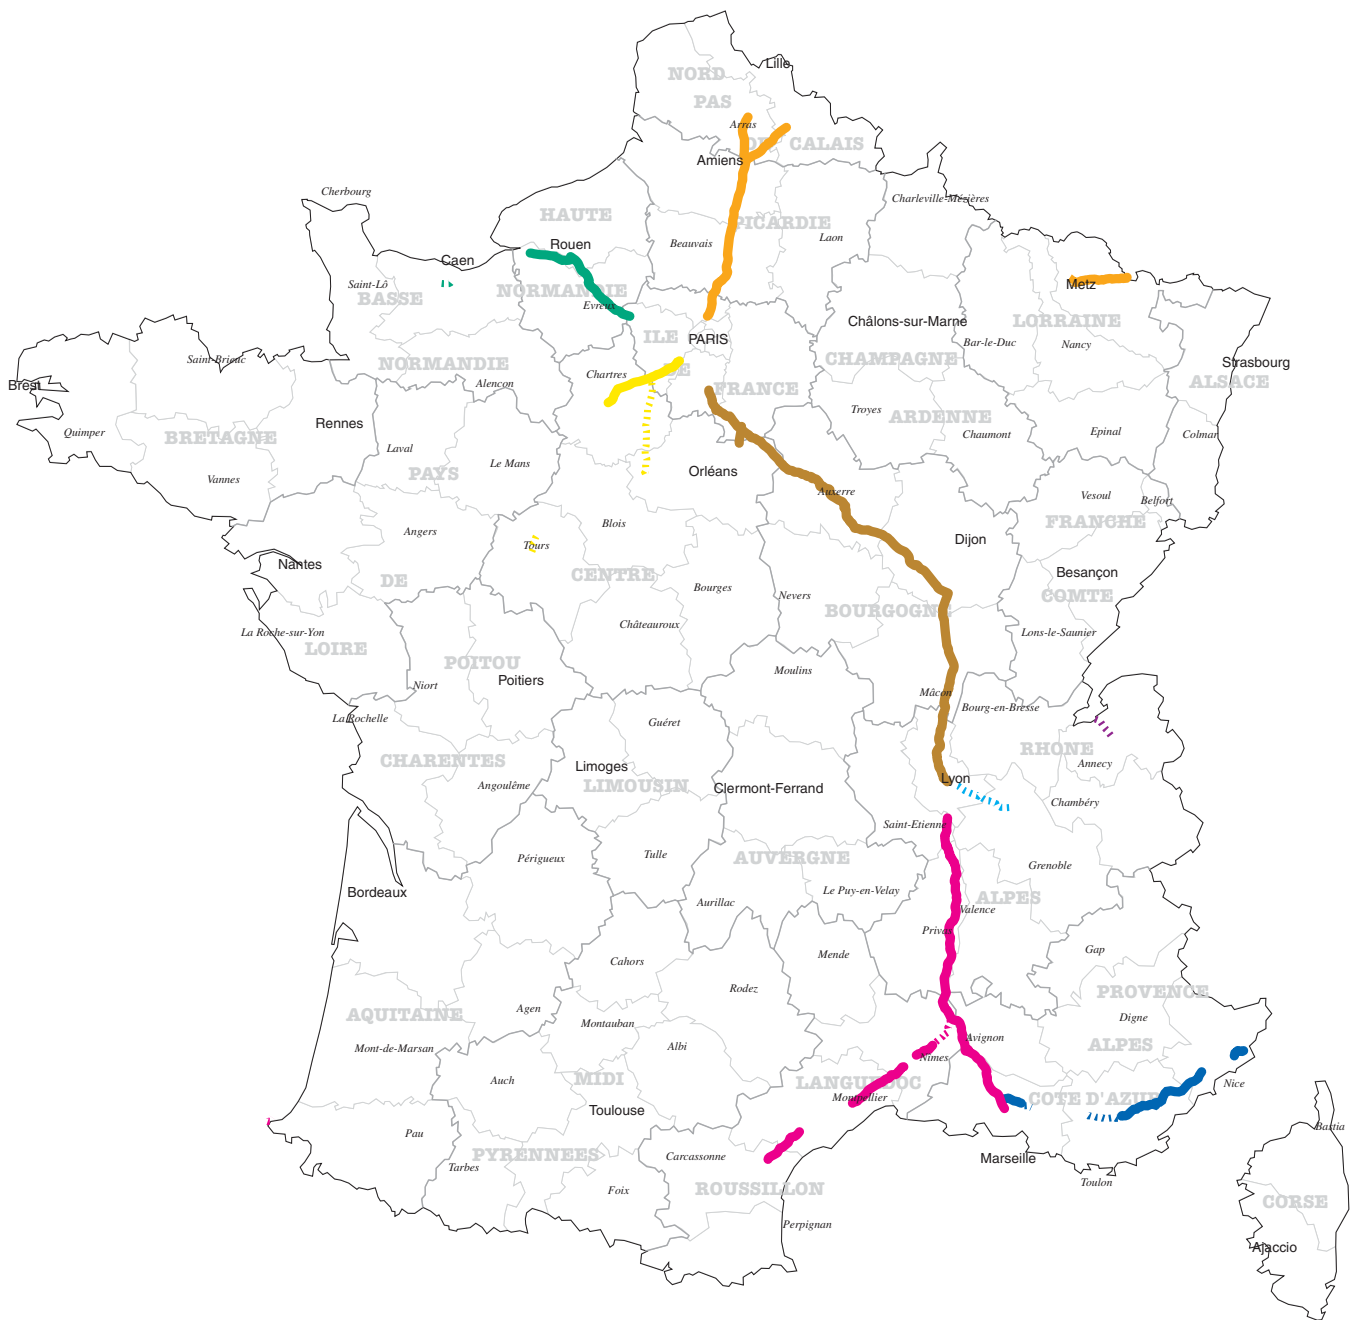 Lille
NORD
PAS
Arras
DE CALAIS
Amiens
Cherbourg
Charleville-Mézières
HAUTE
PICARDIE
Rouen
Beauvais
Laon
Caen
Saint-Lô
BASSE
NORMANDIE
Evreux
Metz
Châlons-sur-Marne
LORRAINE
ILE
PARIS
Bar-le-Duc
Nancy
Saint-Brieuc
NORMANDIE
CHAMPAGNE
Strasbourg
Brest
Alencon
Chartres
DE
FRANCE
ALSACE
Rennes
Troyes
ARDENNE
Quimper
BRETAGNE
Laval
Chaumont
Epinal
Colmar
Vannes
PAYS
Le Mans
Orléans
Auxerre
Vesoul
Belfort
Angers
Blois
FRANCHE
Nantes
Tours
Dijon
DE
CENTRE
Bourges
Nevers
Besançon
BOURGOGNE
COMTE
La Roche-sur-Yon
Châteauroux
Lons-le-Saunier
LOIRE
POITOU
Poitiers
Moulins
Niort
Mâcon
Bourg-en-Bresse
La Rochelle
Guéret
RHONE
CHARENTES
Limoges
Annecy
Angoulême
LIMOUSIN
Clermont-Ferrand
Lyon
Chambéry
Saint-Etienne
Périgueux
Tulle
AUVERGNE
Grenoble
Bordeaux
Aurillac
Le Puy-en-Velay
ALPES
Valence
Privas
Cahors
Mende
Gap
Rodez
PROVENCE
Agen
AQUITAINE
Montauban
Digne
Mont-de-Marsan
Albi
Avignon
ALPES
Nimes
Auch
MIDI
LANGUEDOC
Nice
Toulouse
Montpellier
COTE D'AZUR
Pau
Bastia
PYRENNEES
Carcassonne
Marseille
Tarbes
Toulon
Foix
ROUSSILLON
CORSE
Perpignan
Ajaccio